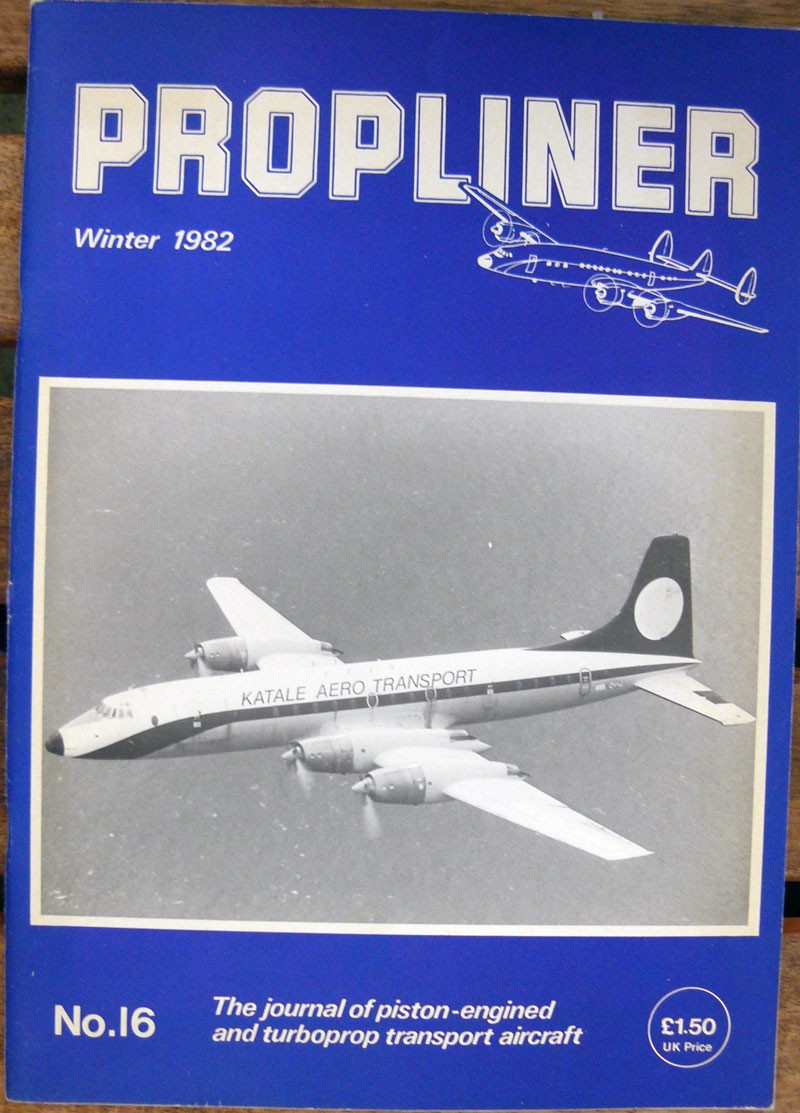 PROPLINER
Winter 1982
KATALE AERO TRANSPORT
No.16
The journal of piston-engined
and turboprop transport aircraft
£1.50
UK Price